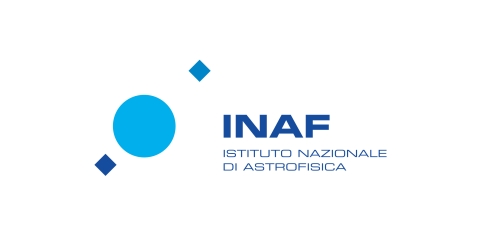 INAF
ISTITUTO NAZIONALE
DI ASTROFISICA